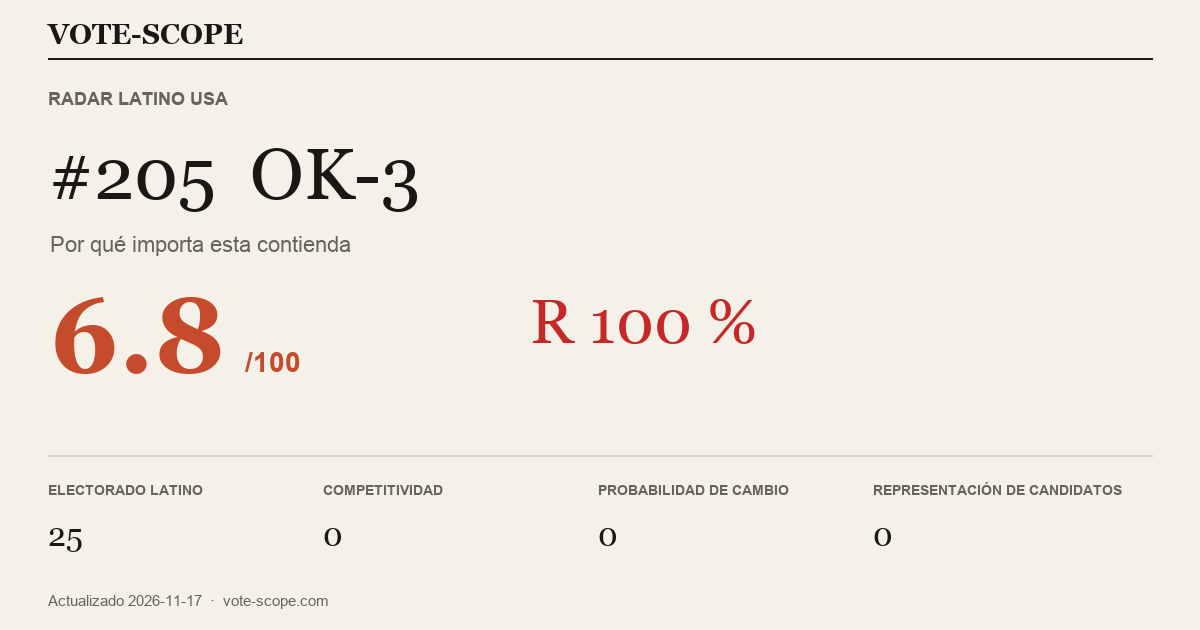 VOTE-SCOPE
RADAR LATINO USA
#205 OK-3
Por qué importa esta contienda
6.8 /100
R 100 %
ELECTORADO LATINO
COMPETITIVIDAD
PROBABILIDAD DE CAMBIO
REPRESENTACIÓN DE CANDIDATOS
25
0
0
0
Actualizado 2026-11-17 · vote-scope.com